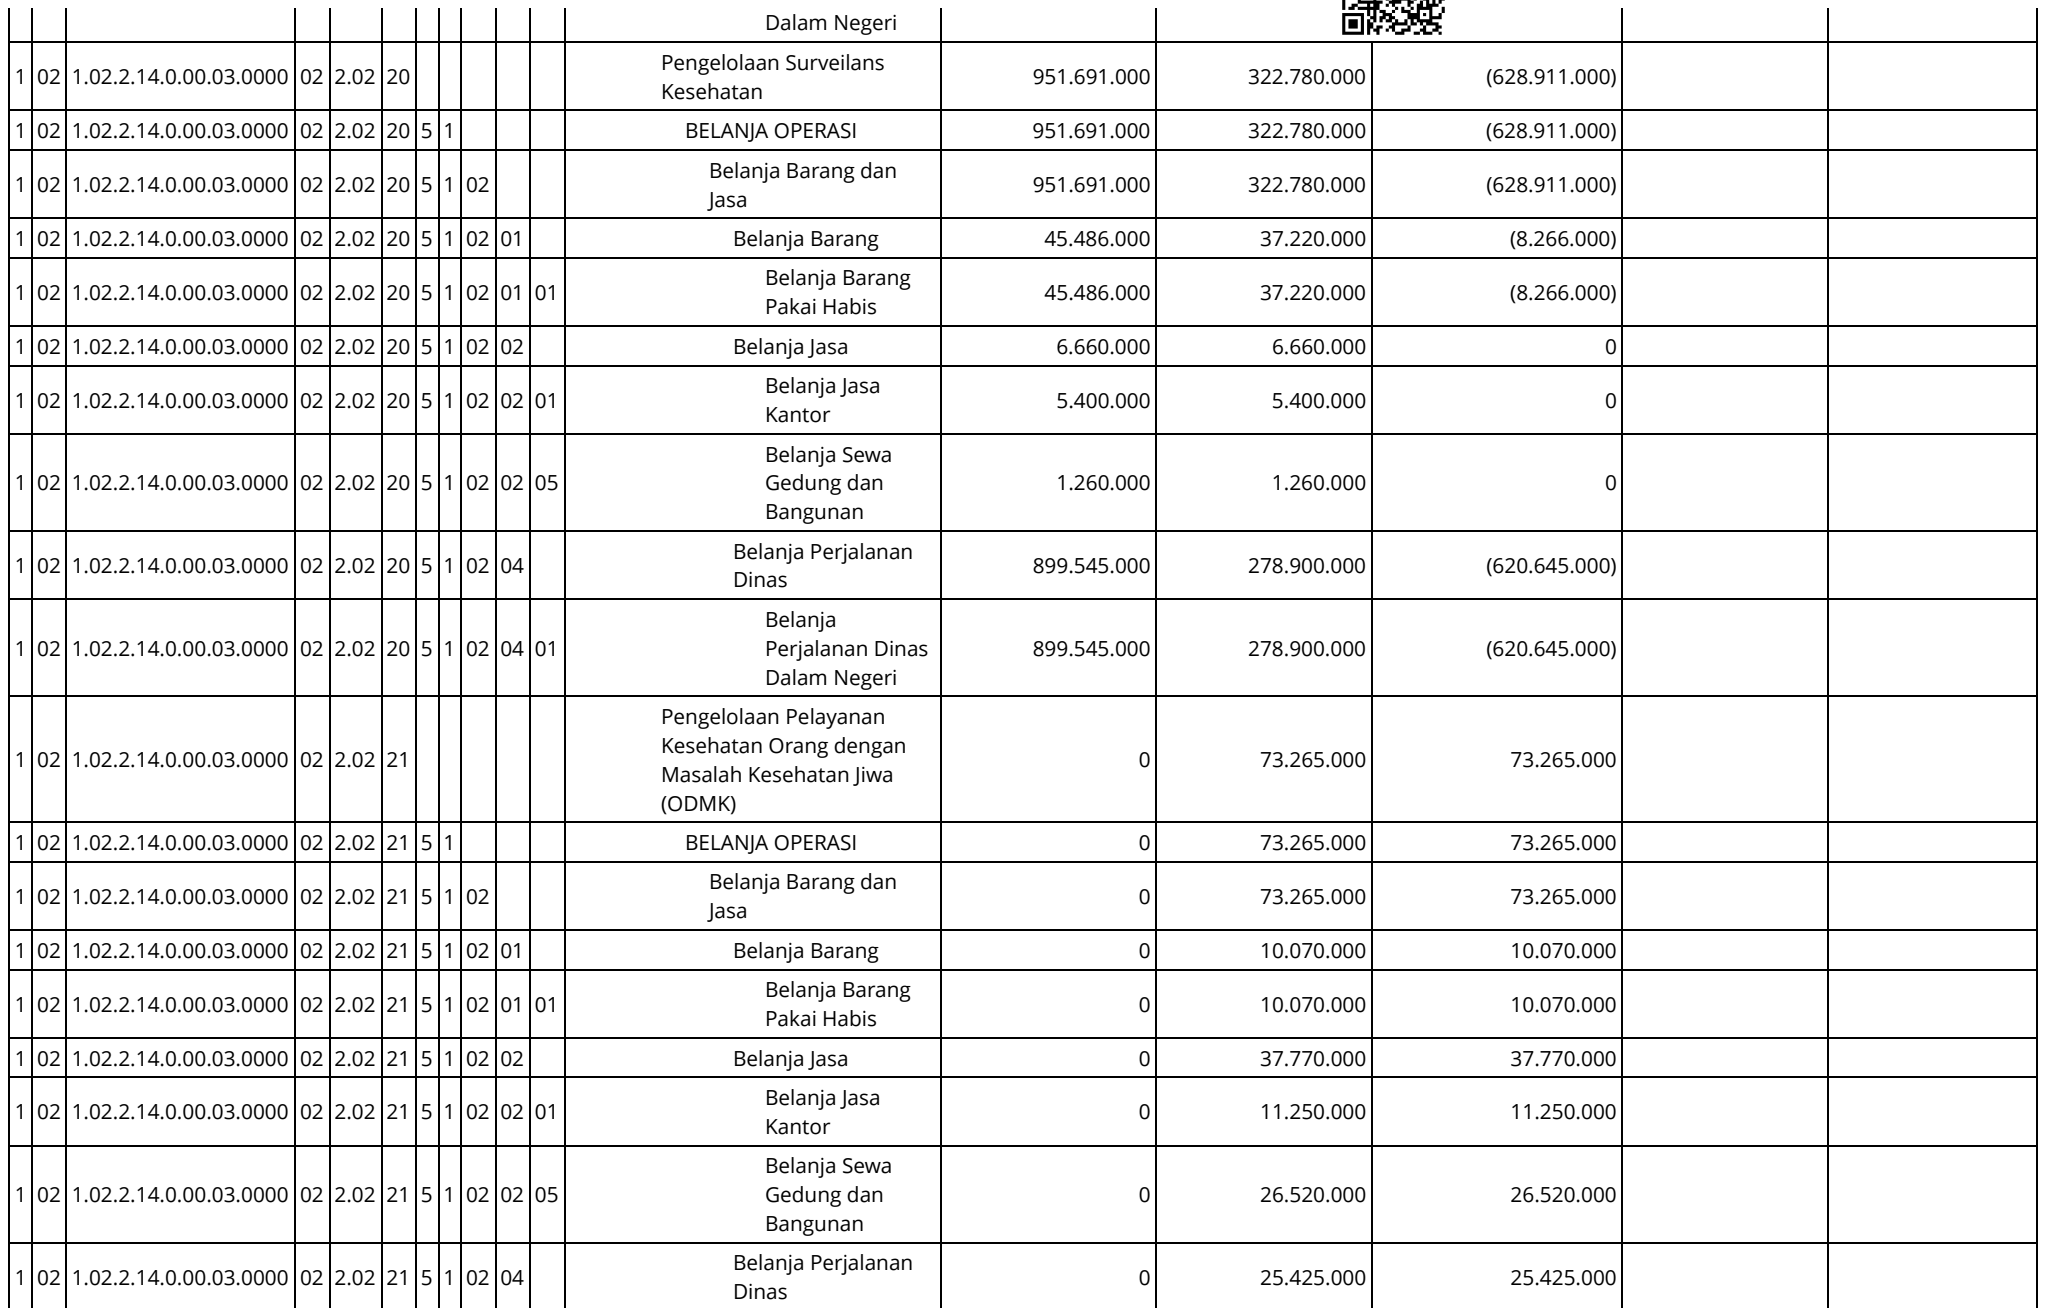 Dalam Negeri
1 02 1.02.2.14.0.00.03.0000 02 2.02 20 Pengelolaan Surveilans Kesehatan 951.691.000 322.780.000 (628.911.000)
1 02 1.02.2.14.0.00.03.0000 02 2.02 20 5 1 BELANJA OPERASI 951.691.000 322.780.000 (628.911.000)
1 02 1.02.2.14.0.00.03.0000 02 2.02 20 5 1 02 Belanja Barang dan Jasa 951.691.000 322.780.000 (628.911.000)
1 02 1.02.2.14.0.00.03.0000 02 2.02 20 5 1 02 01 Belanja Barang 45.486.000 37.220.000 (8.266.000)
1 02 1.02.2.14.0.00.03.0000 02 2.02 20 5 1 02 01 01 Belanja Barang Pakai Habis 45.486.000 37.220.000 (8.266.000)
1 02 1.02.2.14.0.00.03.0000 02 2.02 20 5 1 02 02 Belanja Jasa 6.660.000 6.660.000 0
1 02 1.02.2.14.0.00.03.0000 02 2.02 20 5 1 02 02 01 Belanja Jasa Kantor 5.400.000 5.400.000 0
1 02 1.02.2.14.0.00.03.0000 02 2.02 20 5 1 02 02 05 Belanja Sewa Gedung dan Bangunan 1.260.000 1.260.000 0
1 02 1.02.2.14.0.00.03.0000 02 2.02 20 5 1 02 04 Belanja Perjalanan Dinas 899.545.000 278.900.000 (620.645.000)
1 02 1.02.2.14.0.00.03.0000 02 2.02 20 5 1 02 04 01 Belanja Perjalanan Dinas Dalam Negeri 899.545.000 278.900.000 (620.645.000)
1 02 1.02.2.14.0.00.03.0000 02 2.02 21 Pengelolaan Pelayanan Kesehatan Orang dengan Masalah Kesehatan Jiwa (ODMK) 0 73.265.000 73.265.000
1 02 1.02.2.14.0.00.03.0000 02 2.02 21 5 1 BELANJA OPERASI 0 73.265.000 73.265.000
1 02 1.02.2.14.0.00.03.0000 02 2.02 21 5 1 02 Belanja Barang dan Jasa 0 73.265.000 73.265.000
1 02 1.02.2.14.0.00.03.0000 02 2.02 21 5 1 02 01 Belanja Barang 0 10.070.000 10.070.000
1 02 1.02.2.14.0.00.03.0000 02 2.02 21 5 1 02 01 01 Belanja Barang Pakai Habis 0 10.070.000 10.070.000
1 02 1.02.2.14.0.00.03.0000 02 2.02 21 5 1 02 02 Belanja Jasa 0 37.770.000 37.770.000
1 02 1.02.2.14.0.00.03.0000 02 2.02 21 5 1 02 02 01 Belanja Jasa Kantor 0 11.250.000 11.250.000
1 02 1.02.2.14.0.00.03.0000 02 2.02 21 5 1 02 02 05 Belanja Sewa Gedung dan Bangunan 0 26.520.000 26.520.000
1 02 1.02.2.14.0.00.03.0000 02 2.02 21 5 1 02 04 Belanja Perjalanan Dinas 0 25.425.000 25.425.000